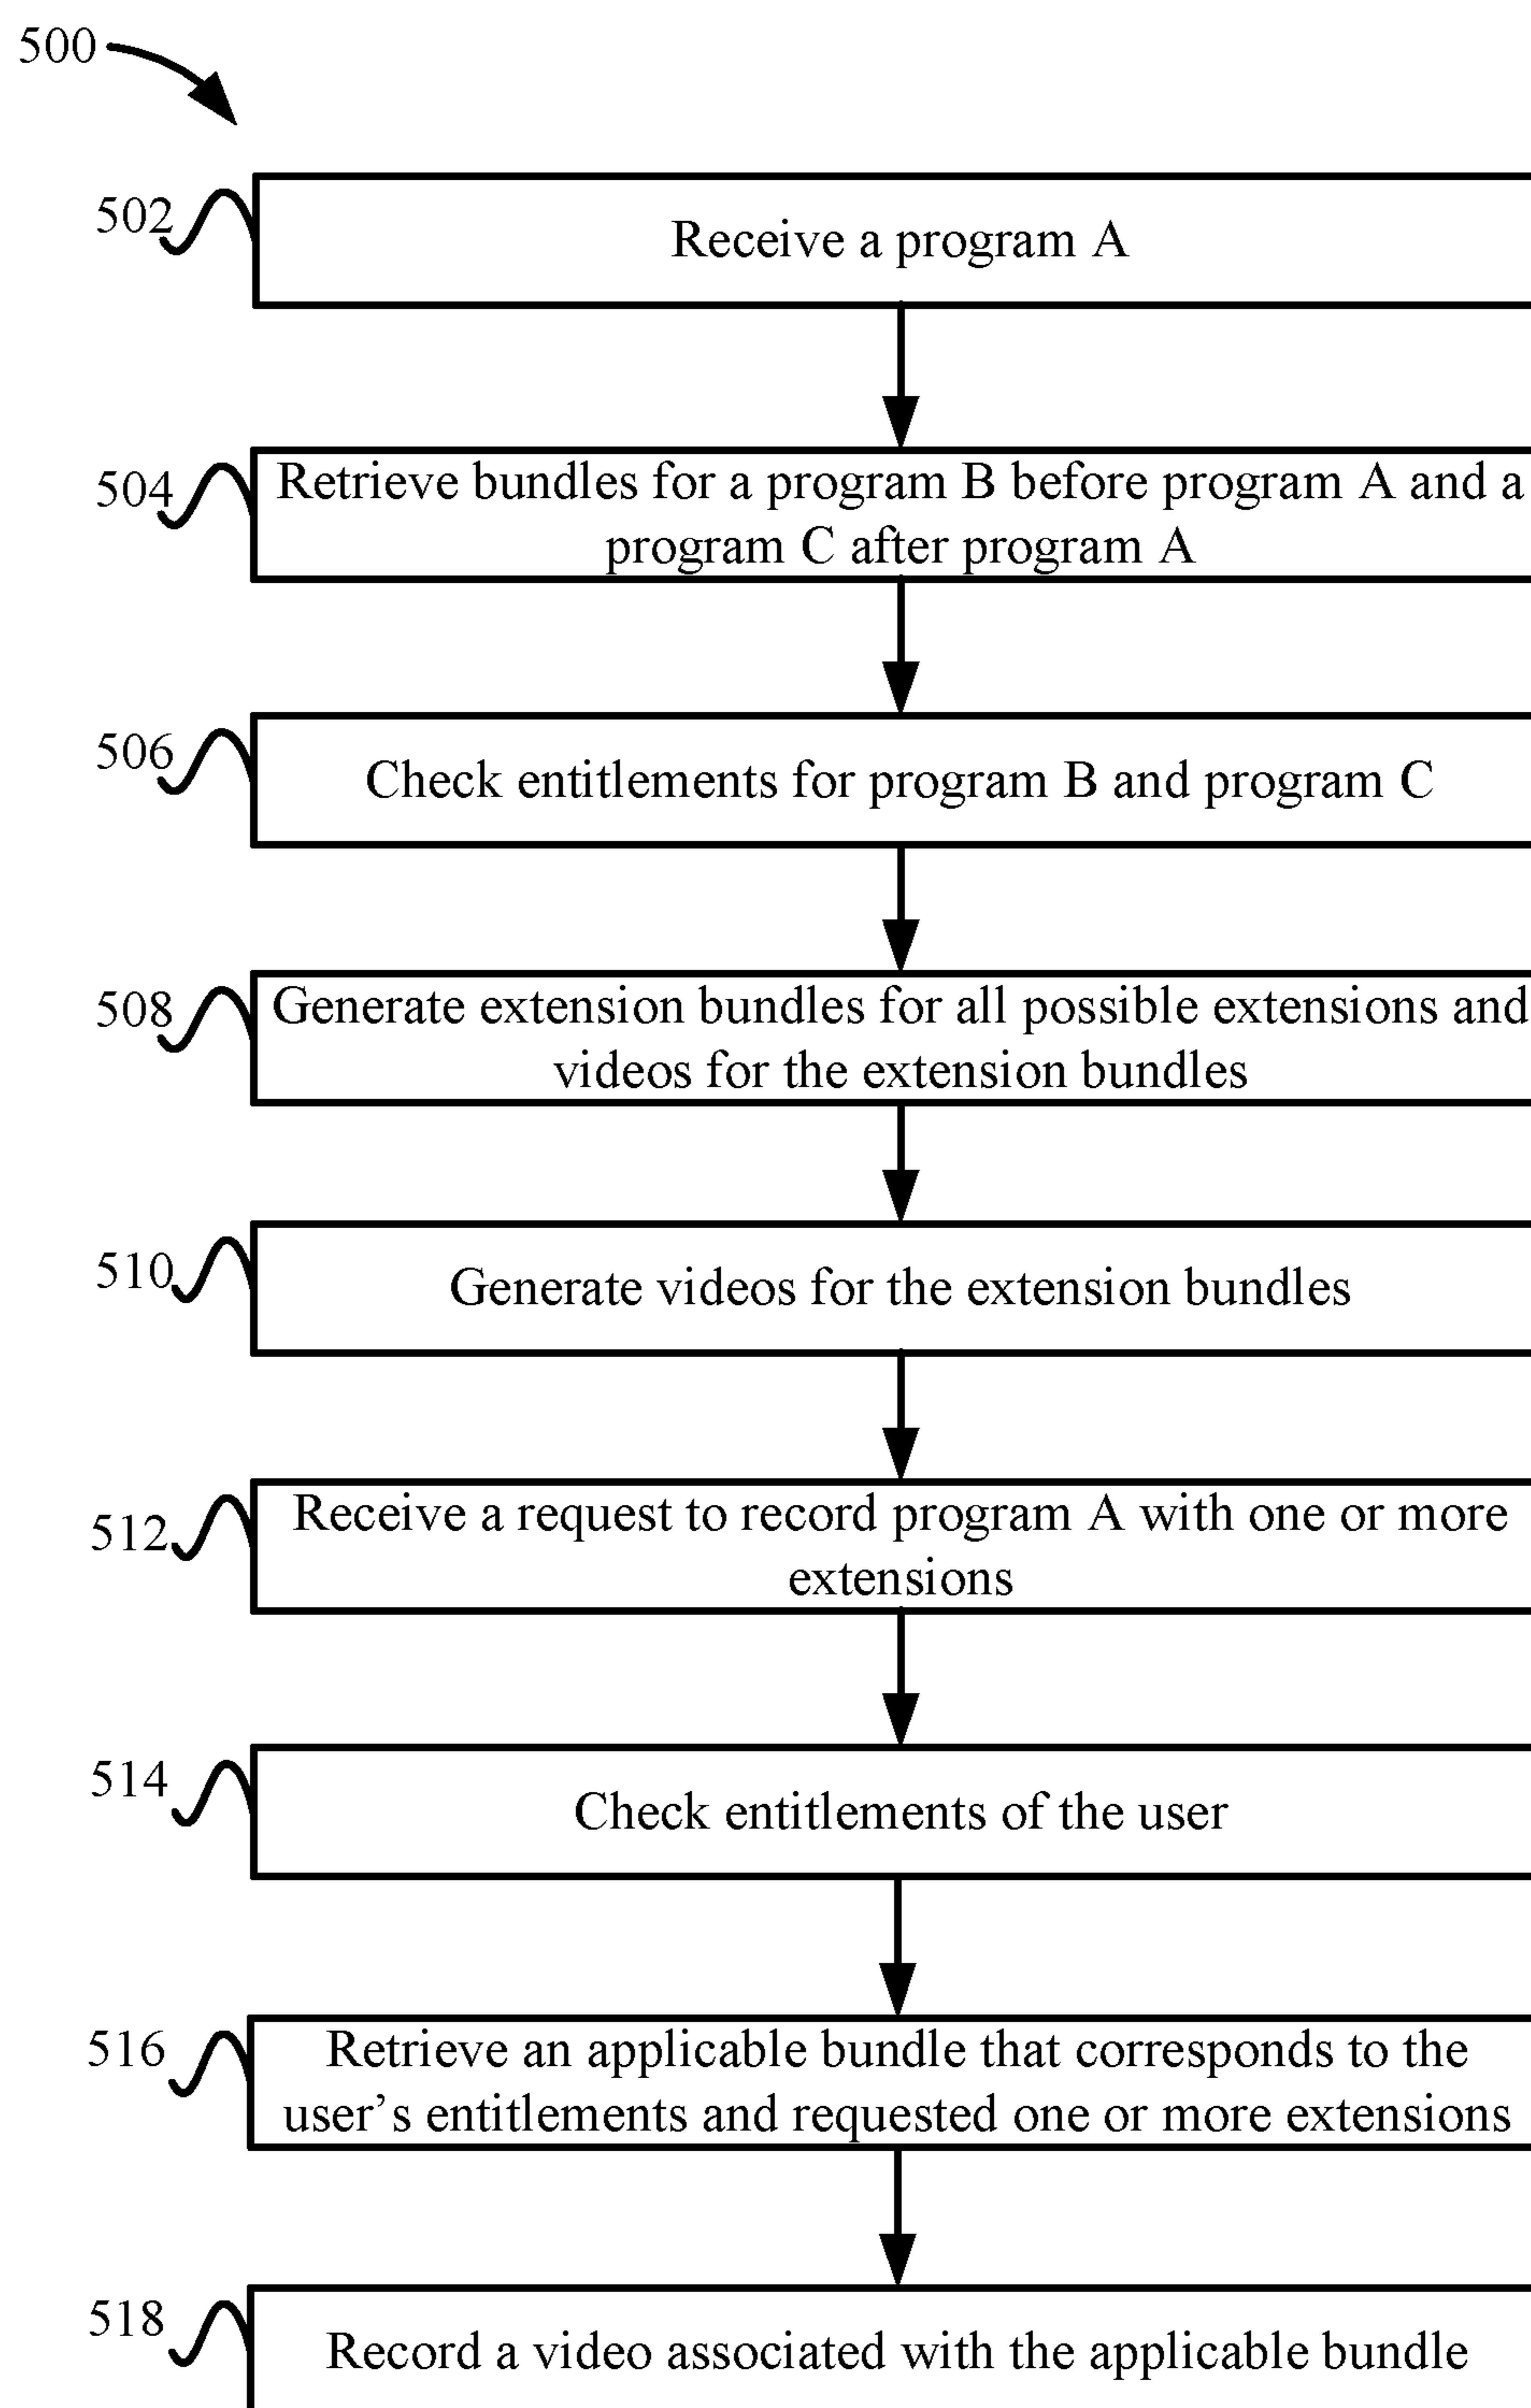 500
502
Receive a program A
504
Retrieve bundles for a program B before program A and a
program C after program A
506
Check entitlements for program B and program C
508
Generate extension bundles for all possible extensions and
videos for the extension bundles
510
Generate videos for the extension bundles
512
Receive a request to record program A with one or more
extensions
514
Check entitlements of the user
516
Retrieve an applicable bundle that corresponds to the
user’s entitlements and requested one or more extensions
518
Record a video associated with the applicable bundle